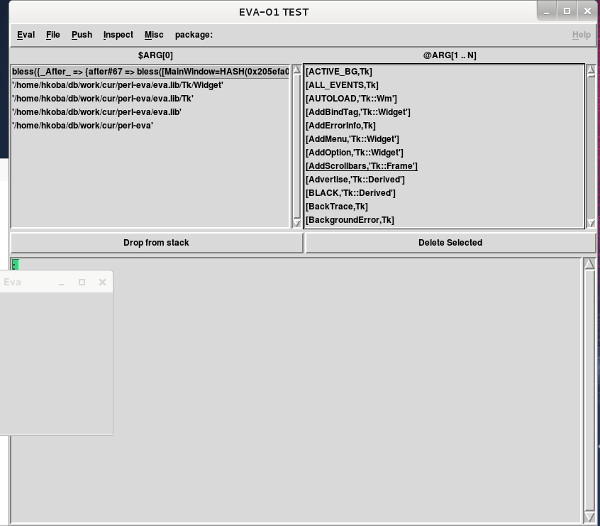 EVA-01 TEST
Eval File Push Inspect Misc package: Help
$ARG[0] @ARG[1 .. N]
bless({_After_ => {after#67 => bless([MainWindow=HASH(0x205efa0
'/home/hkoba/db/work/cur/perl-eva/eva.lib/Tk/Widget'
'/home/hkoba/db/work/cur/perl-eva/eva.lib/Tk'
'/home/hkoba/db/work/cur/perl-eva/eva.lib'
'/home/hkoba/db/work/cur/perl-eva'
[ACTIVE_BG,Tk]
[ALL_EVENTS,Tk]
[AUTOLOAD,'Tk::Wm']
[AddBindTag,'Tk::Widget']
[AddErrorInfo,Tk]
[AddMenu,'Tk::Widget']
[AddOption,'Tk::Widget']
[AddScrollbars,'Tk::Frame']
[Advertise,'Tk::Derived']
[BLACK,'Tk::Derived']
[BackTrace,Tk]
[BackgroundError,Tk]
Drop from stack Delete Selected
;
Eva